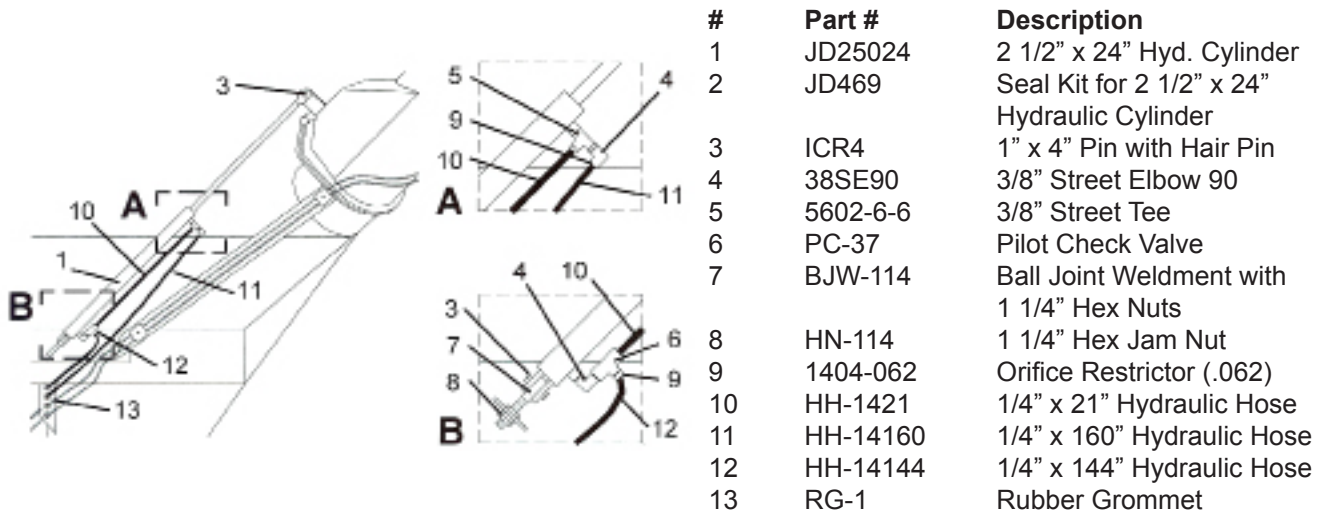 3
A
10
1
B
11
12
13
5
4
9
10
A
11
4
10
3
7
6
8
9
B
12
# Part # Description
1 JD25024 2 1/2” x 24” Hyd. Cylinder
2 JD469 Seal Kit for 2 1/2” x 24”
Hydraulic Cylinder
3 ICR4 1” x 4” Pin with Hair Pin
4 38SE90 3/8” Street Elbow 90
5 5602-6-6 3/8” Street Tee
6 PC-37 Pilot Check Valve
7 BJW-114 Ball Joint Weldment with
1 1/4” Hex Nuts
8 HN-114 1 1/4” Hex Jam Nut
9 1404-062 Orifice Restrictor (.062)
10 HH-1421 1/4” x 21” Hydraulic Hose
11 HH-14160 1/4” x 160” Hydraulic Hose
12 HH-14144 1/4” x 144” Hydraulic Hose
13 RG-1 Rubber Grommet